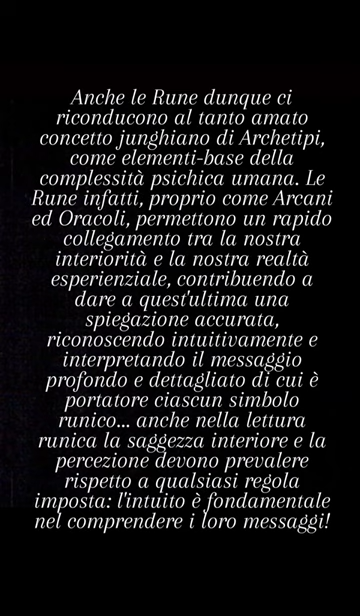 Anche le Rune dunque ci
riconducono al tanto amato
concetto junghiano di Archetipi,
come elementi-base della
complessità psichica umana. Le
Rune infatti, proprio come Arcani
ed Oracoli, permettono un rapido
collegamento tra la nostra
interiorità e la nostra realtà
esperienziale, contribuendo a
dare a quest'ultima una
spiegazione accurata,
riconoscendo intuitivamente e
interpretando il messaggio
profondo e dettagliato di cui è
portatore ciascun simbolo
runico... anche nella lettura
runica la saggezza interiore e la
percezione devono prevalere
rispetto a qualsiasi regola
imposta: l'intuito è fondamentale
nel comprendere i loro messaggi!